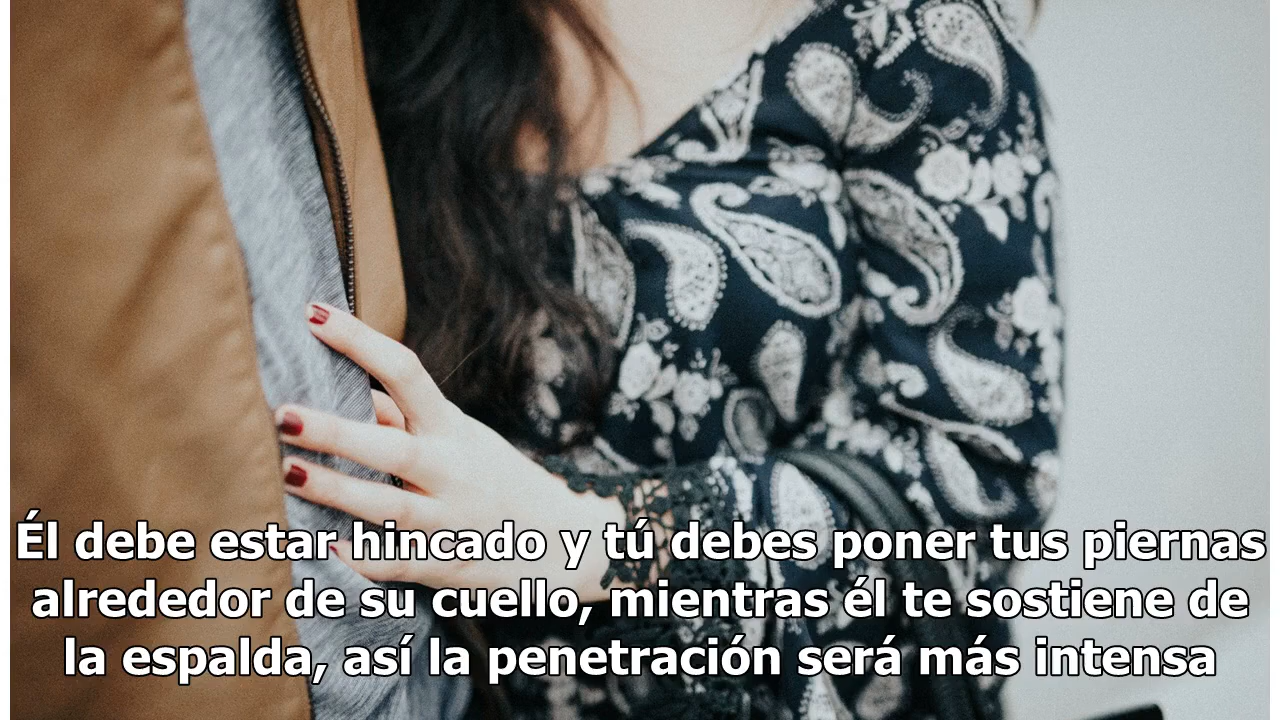 Él debe estar hincado y tú debes poner tus piernas
alrededor de su cuello, mientras él te sostiene de
la espalda, así la penetración será más intensa